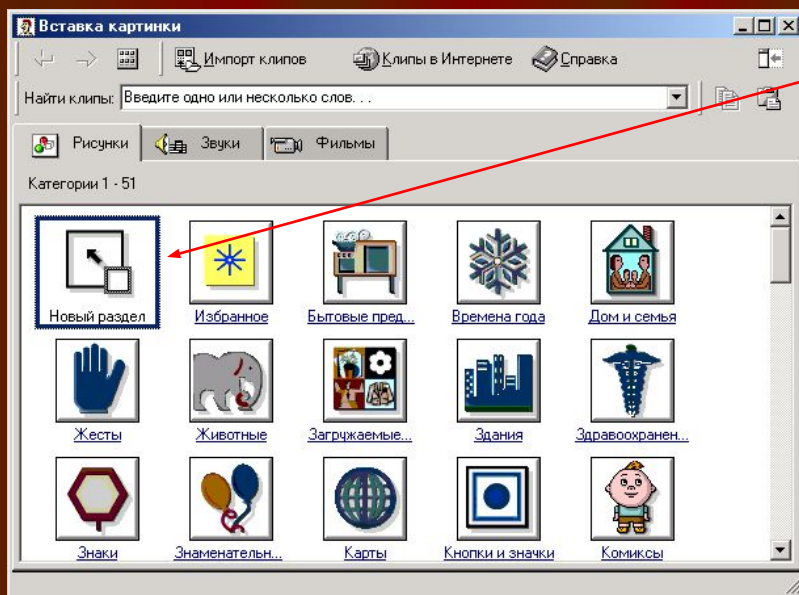 Вставка картинки
Импорт клипов Клипы в Интернете Справка
Найти клипы: Введите одно или несколько слов. . .
Рисунки Звуки Фильмы
Категории 1 - 51
Новый раздел Избранное Бытовые пред... Времена года Дом и семья
Жесты Животные Загружаемые... Здания Здравоохранен...
Знаки Знаменательн... Карты Кнопки и значки Комиксы